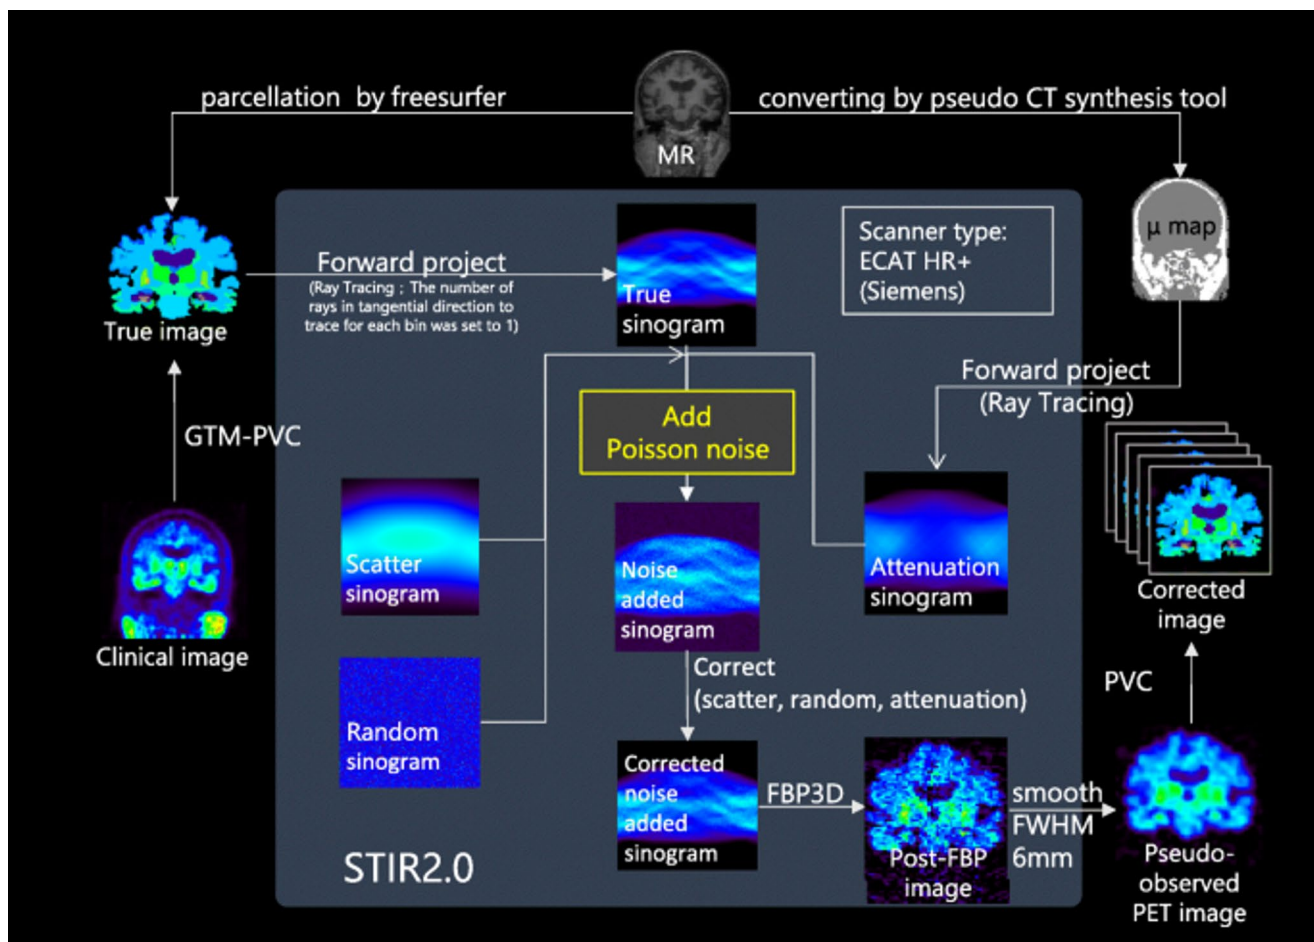 parcellation by freesurfer
MR
converting by pseudo CT synthesis tool
True image
Forward project
(Ray Tracing ; The number of
rays in tangential direction to
trace for each bin was set to 1)
True
sinogram
Scanner type:
ECAT HR+
(Siemens)
μ map
Forward project
(Ray Tracing)
GTM-PVC
Add
Poisson noise
Clinical image
Scatter
sinogram
Noise
added
sinogram
Attenuation
sinogram
Corrected
image
Random
sinogram
Correct
(scatter, random, attenuation)
PVC
Corrected
noise
added
sinogram
FBP3D
Post-FBP
image
smooth
FWHM
6mm
Pseudo-
observed
PET image
STIR2.0